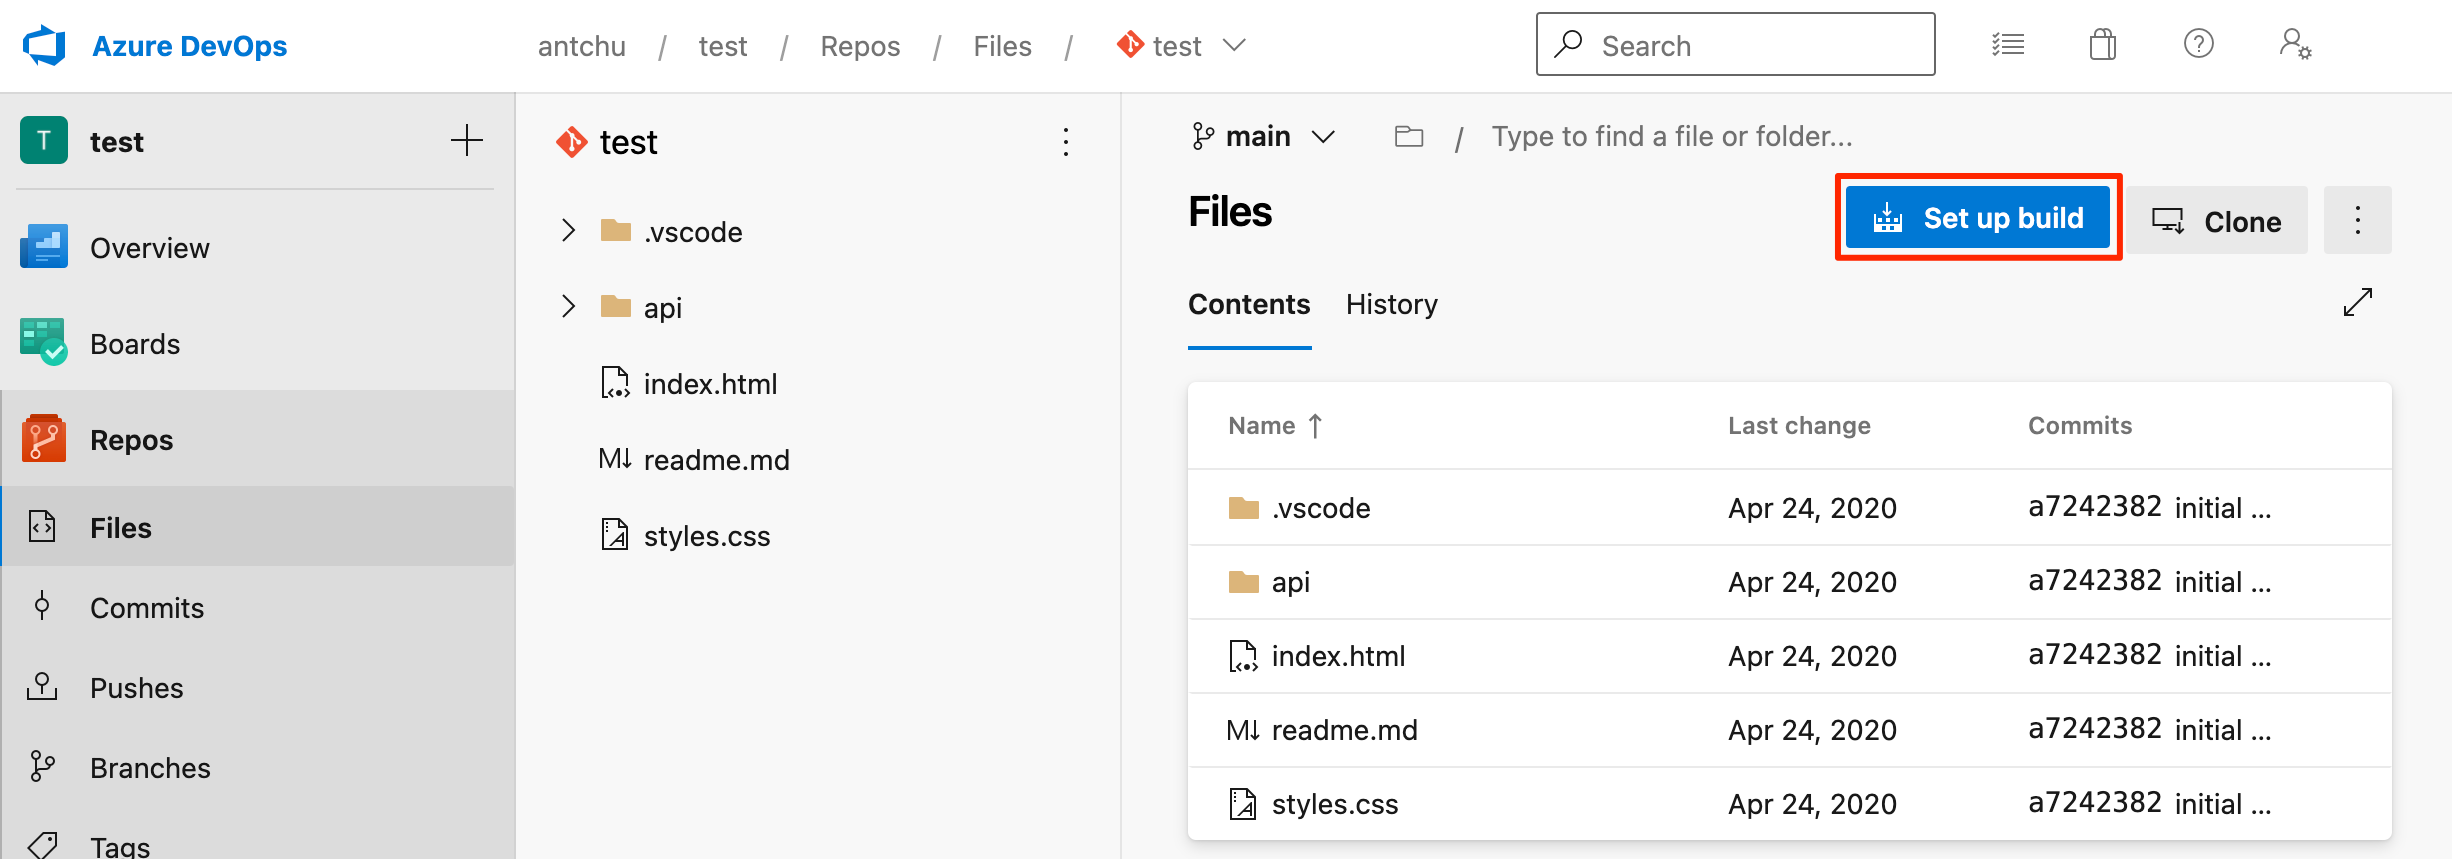 Azure DevOps
antchu / test / Repos / Files / test
Search
T test
Overview
Boards
Repos
Files
Commits
Pushes
Branches
Tags
test
.vscode
api
index.html
M↓ readme.md
styles.css
main / Type to find a file or folder...
Files
Set up build
Clone
Contents History
Name ↑ Last change Commits
.vscode Apr 24, 2020 a7242382 initial ...
api Apr 24, 2020 a7242382 initial ...
index.html Apr 24, 2020 a7242382 initial ...
M↓ readme.md Apr 24, 2020 a7242382 initial ...
styles.css Apr 24, 2020 a7242382 initial ...